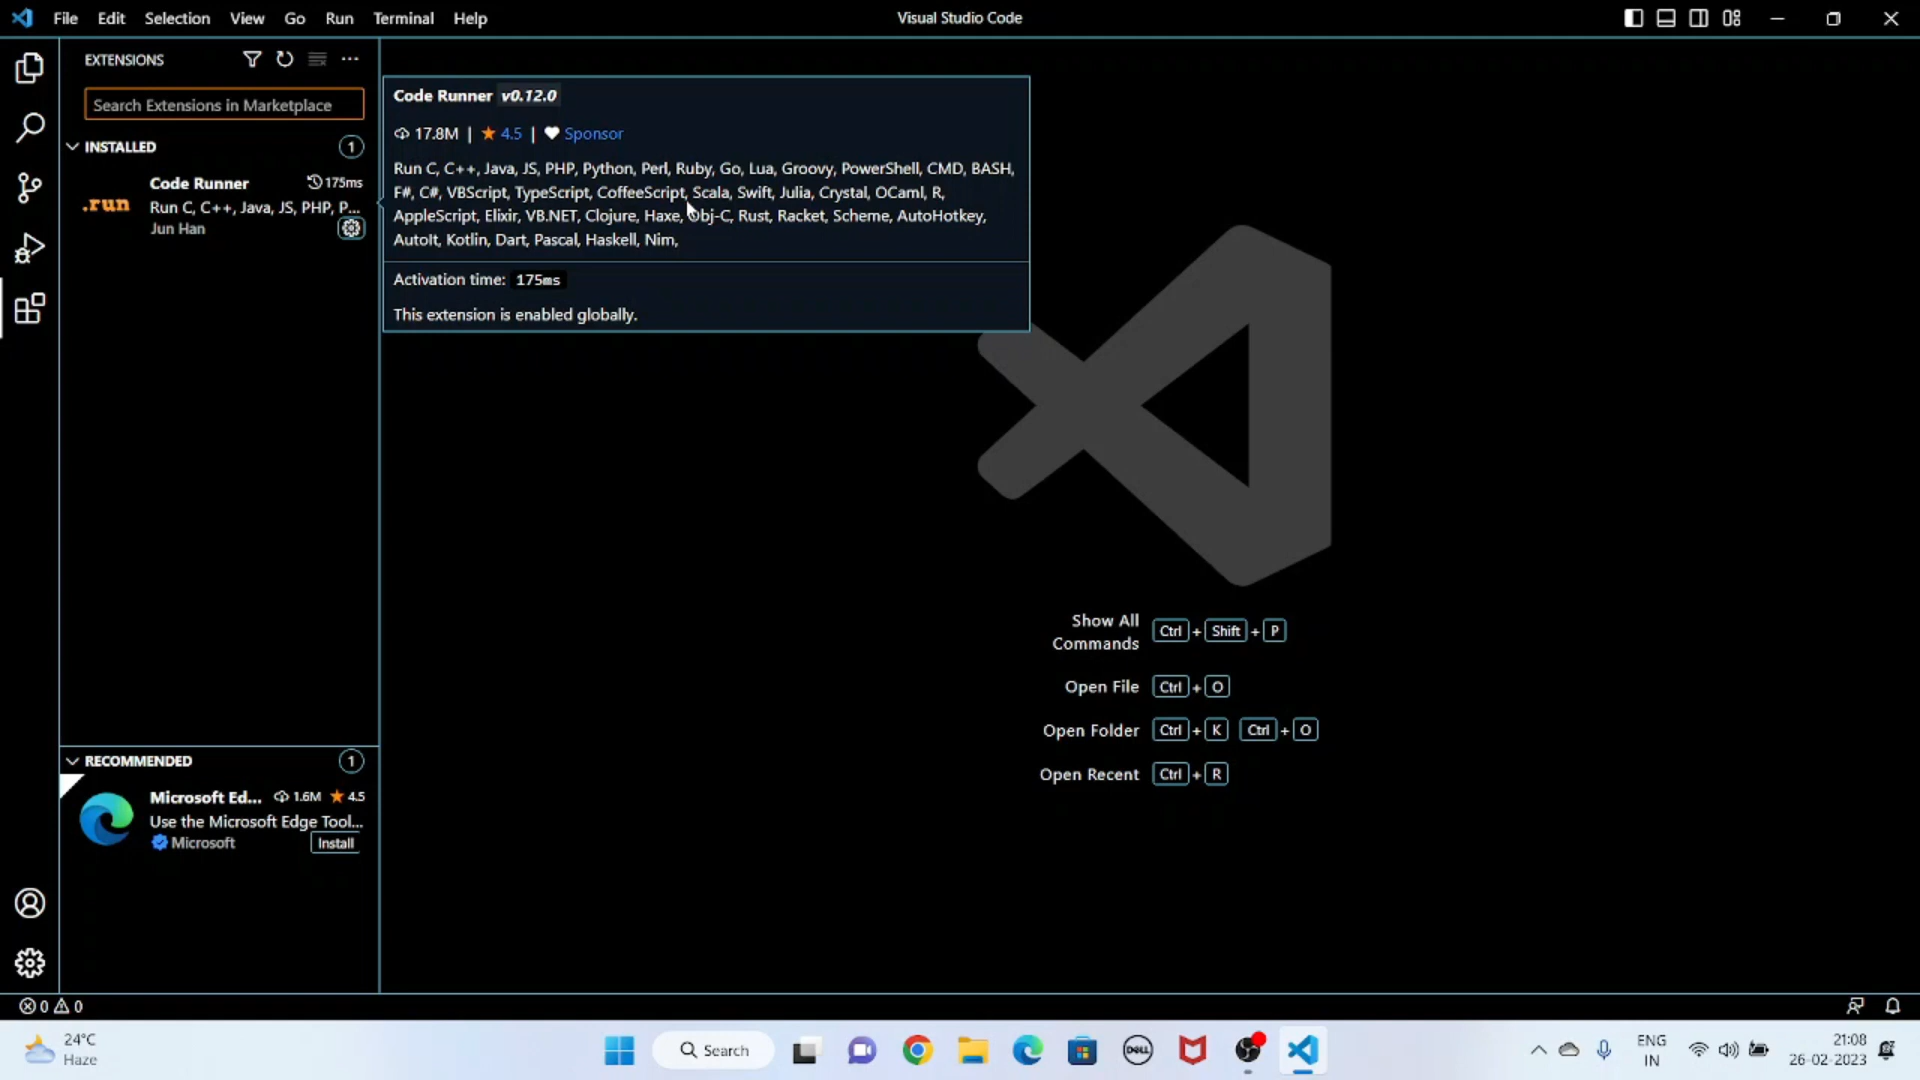 File Edit Selection View Go Run Terminal Help
Visual Studio Code
EXTENSIONS
Search Extensions in Marketplace
INSTALLED 1
Code Runner 175ms
.run
Run C, C++, Java, JS, PHP, P...
Jun Han
Code Runner v0.12.0
17.8M | 4.5 | Sponsor
Run C, C++, Java, JS, PHP, Python, Perl, Ruby, Go, Lua, Groovy, PowerShell, CMD, BASH,
F#, C#, VBScript, TypeScript, CoffeeScript, Scala, Swift, Julia, Crystal, OCaml, R,
AppleScript, Elixir, VB.NET, Clojure, Haxe, Obj-C, Rust, Racket, Scheme, AutoHotkey,
AutoIt, Kotlin, Dart, Pascal, Haskell, Nim,
Activation time: 175ms
This extension is enabled globally.
Show All
Commands Ctrl + Shift + P
Open File Ctrl + O
Open Folder Ctrl + K Ctrl + O
Open Recent Ctrl + R
RECOMMENDED 1
Microsoft Ed... 1.6M 4.5
Use the Microsoft Edge Tool...
Microsoft Install
0 0
24°C
Haze
Search
DELL
ENG
IN
21:08
26-02-2023